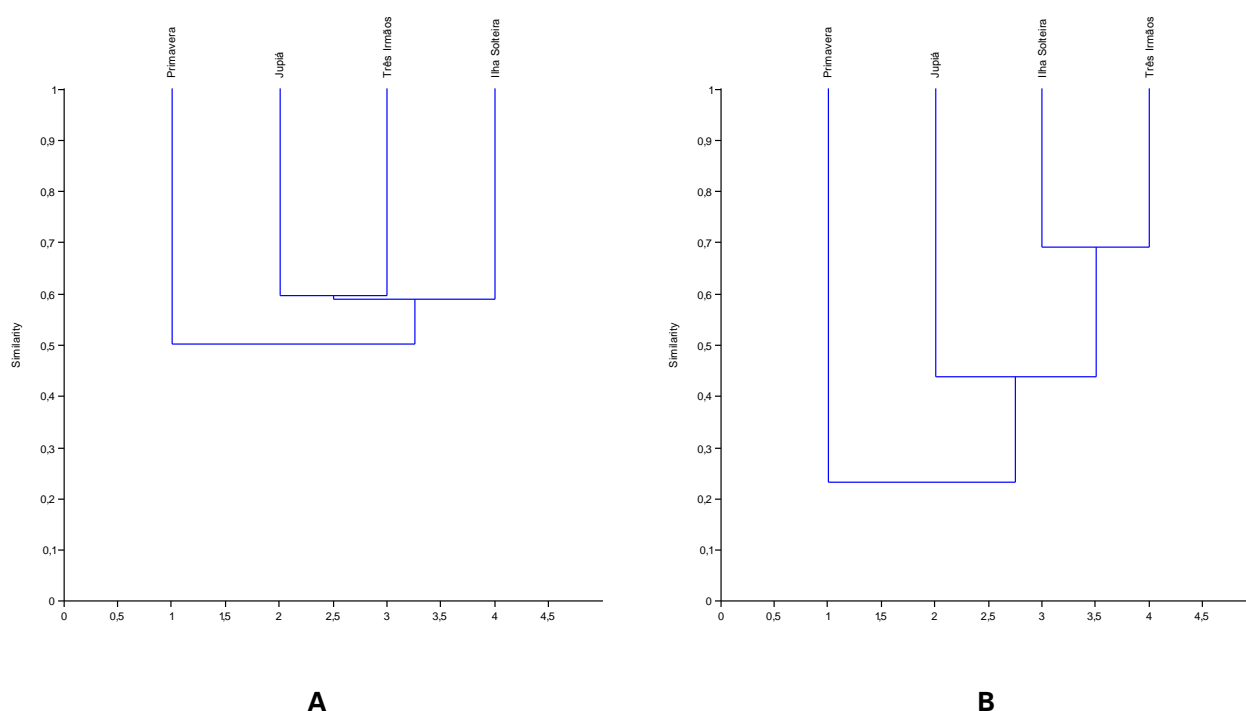 Primavera
Jupiá
Três Irmãos
Ilha Solteira
1
0,9
0,8
0,7
0,6
0,5
0,4
0,3
0,2
0,1
0
Similarity
0 0,5 1 1,5 2 2,5 3 3,5 4 4,5
A
Primavera
Jupiá
Ilha Solteira
Três Irmãos
1
0,9
0,8
0,7
0,6
0,5
0,4
0,3
0,2
0,1
0
Similarity
0 0,5 1 1,5 2 2,5 3 3,5 4 4,5
B